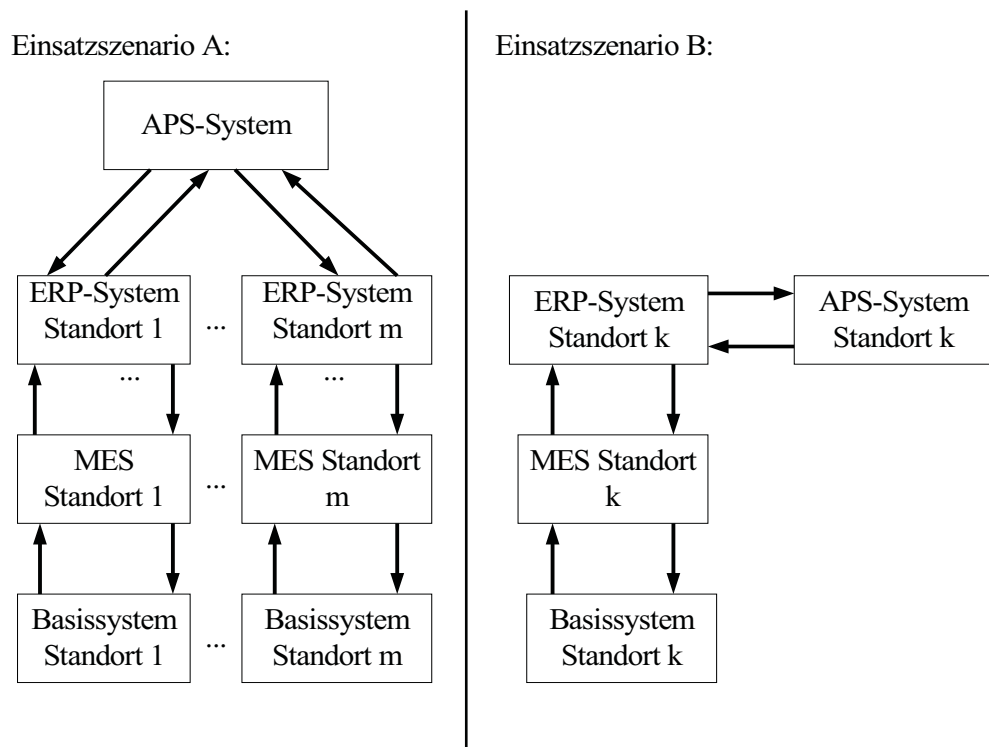 Einsatzszenario A:
APS-System
ERP-System
Standort 1
...
ERP-System
Standort m
...
...
MES
Standort 1
...
MES Standort
m
Basissystem
Standort 1
...
Basissystem
Standort m
Einsatzszenario B:
ERP-System
Standort k
APS-System
Standort k
MES Standort
k
Basissystem
Standort k